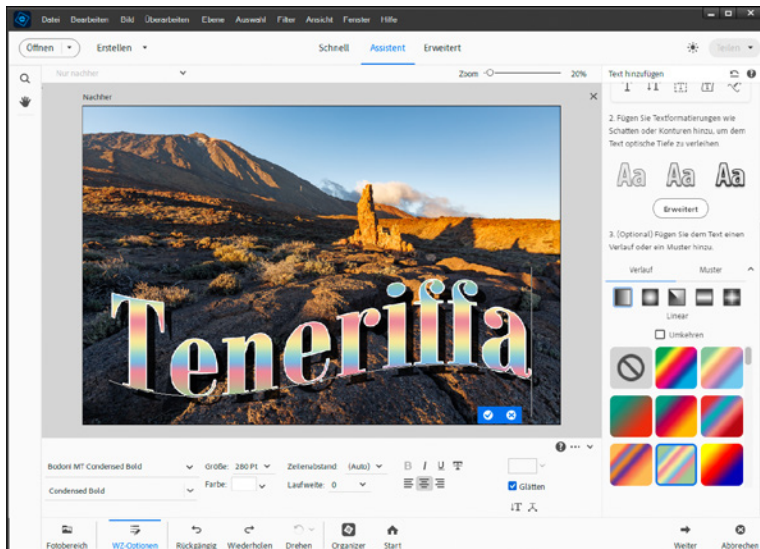 Datei Bearbeiten Bild Überarbeiten Ebene Auswahl Filter Ansicht Fenster Hilfe
Öffnen Erstellen Schnell Assistent Erweitert Teilen
Nur nachher Zoom 20% Text hinzufügen
Nachher
2. Fügen Sie Textformatierungen wie
Schatten oder Konturen hinzu, um dem
Text optische Tiefe zu verleihen
Aa Aa Aa
Erweitert
3. (Optional) Fügen Sie dem Text einen
Verlauf oder ein Muster hinzu.
Verlauf Muster
Linear
Umkehren
Teneriffa
Bodoni MT Condensed Bold Größe: 280 Pt Zeilenabstand: (Auto) B I U T
Condensed Bold Farbe: Laufweite: 0 Glätten
Fotobereich WZ-Optionen Rückgängig Wiederholen Drehen Organizer Start Weiter Abbrechen